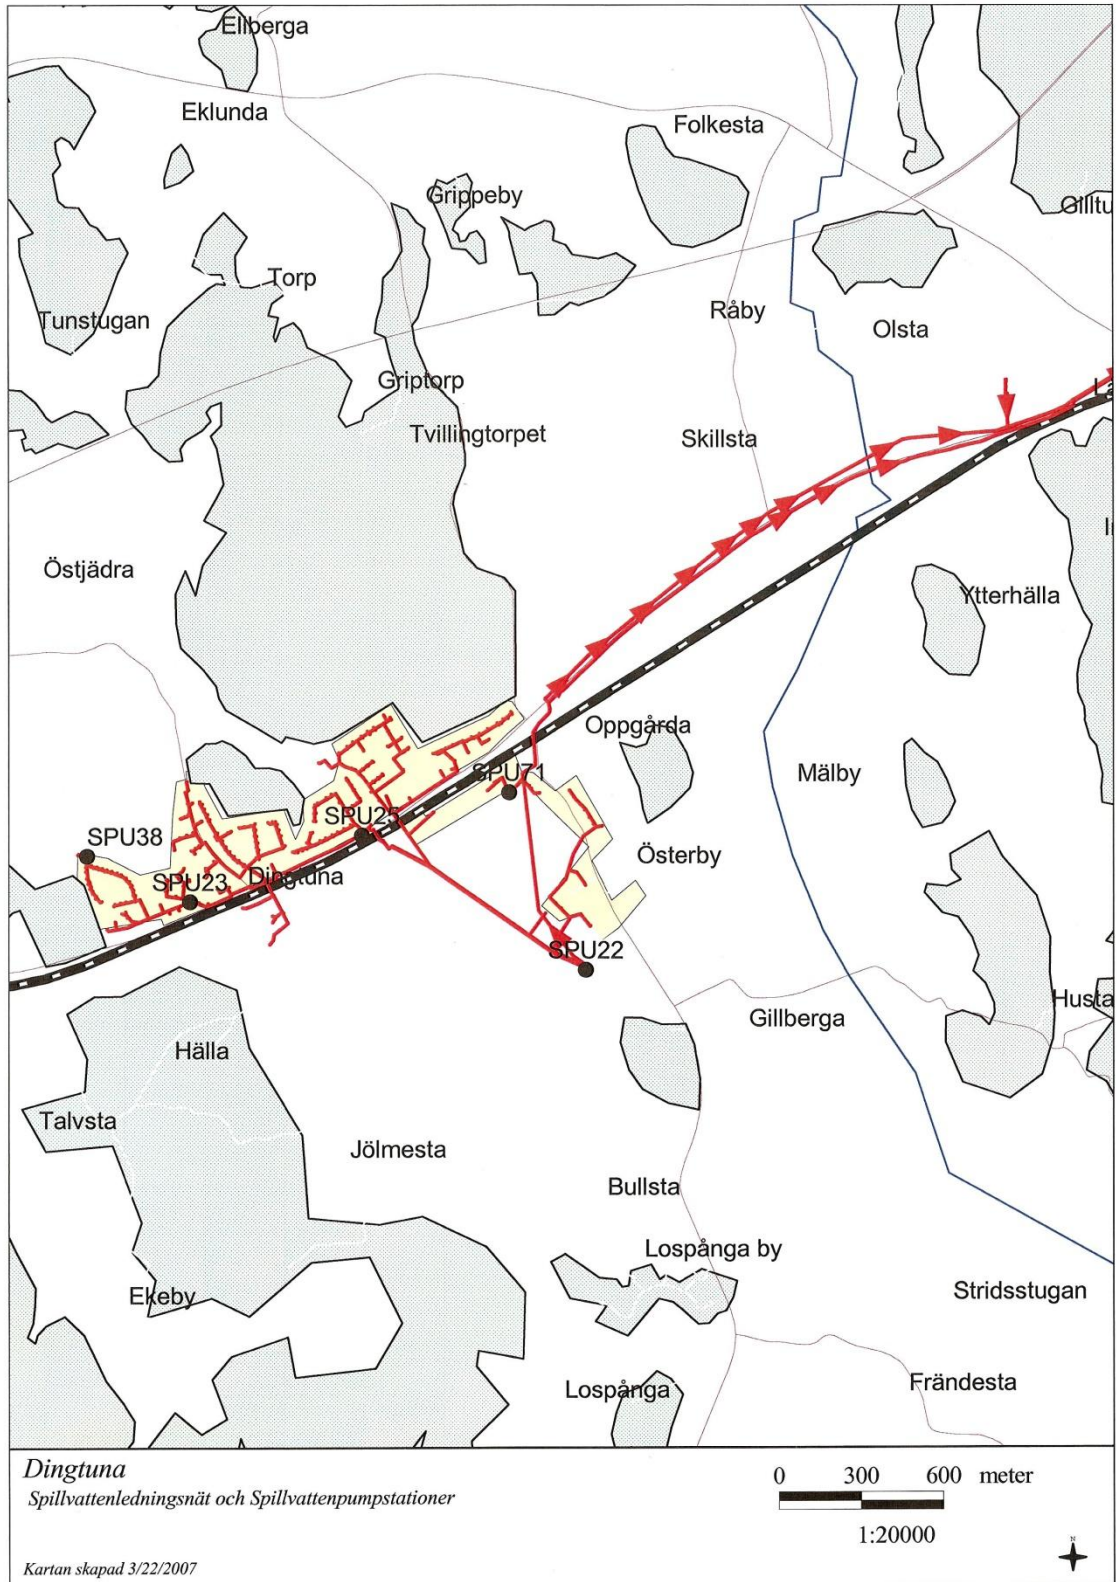 Ellberga
Eklunda
Folkesta
Grippeby
Torp
Tunstugan
Råby
Olsta
Griptorp
Tvillingtorpet
Skillsta
Östjädra
Ytterhälla
Oppgårda
SPU71
Mälby
SPU25
SPU38
Österby
SPU23
Dingtuna
SPU22
Husta
Gillberga
Hälla
Talvsta
Jölmesta
Bullsta
Lospånga by
Ekeby
Stridsstugan
Lospånga
Frändesta
Dingtuna
Spillvattenledningsnät och Spillvattenpumpstationer
0 300 600 meter
1:20000
N
Kartan skapad 3/22/2007